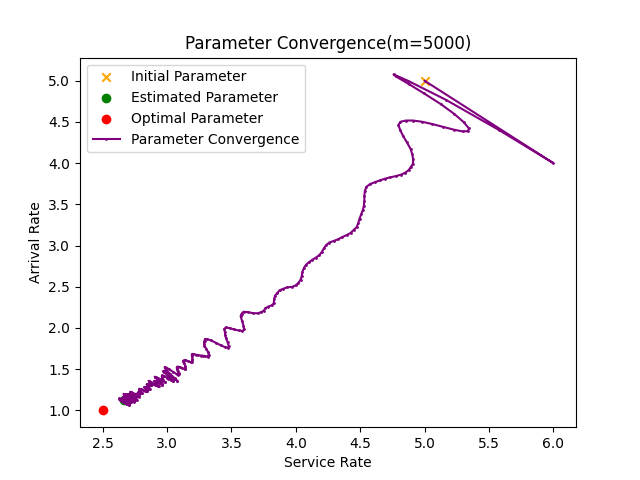 Parameter Convergence(m=5000)
Initial Parameter
Estimated Parameter
Optimal Parameter
Parameter Convergence
Arrival Rate
5.0
4.5
4.0
3.5
3.0
2.5
2.0
1.5
1.0
2.5 3.0 3.5 4.0 4.5 5.0 5.5 6.0
Service Rate